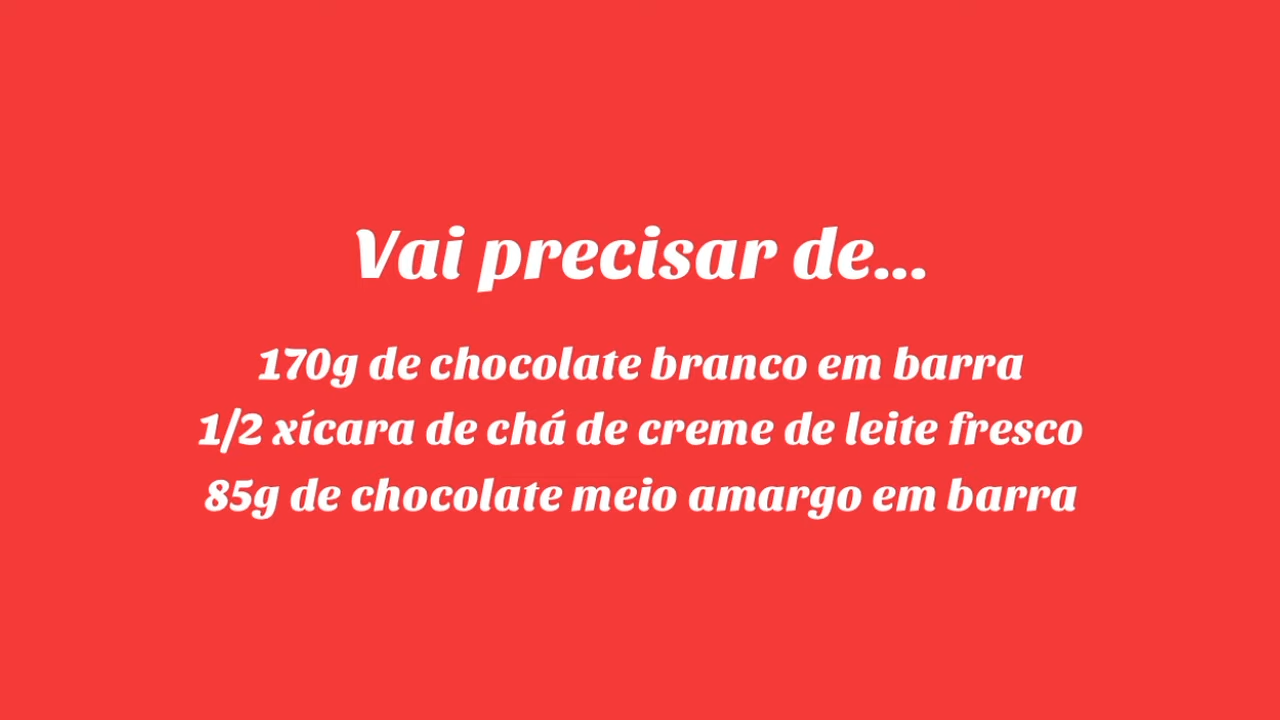 Vai precisar de...
170g de chocolate branco em barra
1/2 xícara de chá de creme de leite fresco
85g de chocolate meio amargo em barra